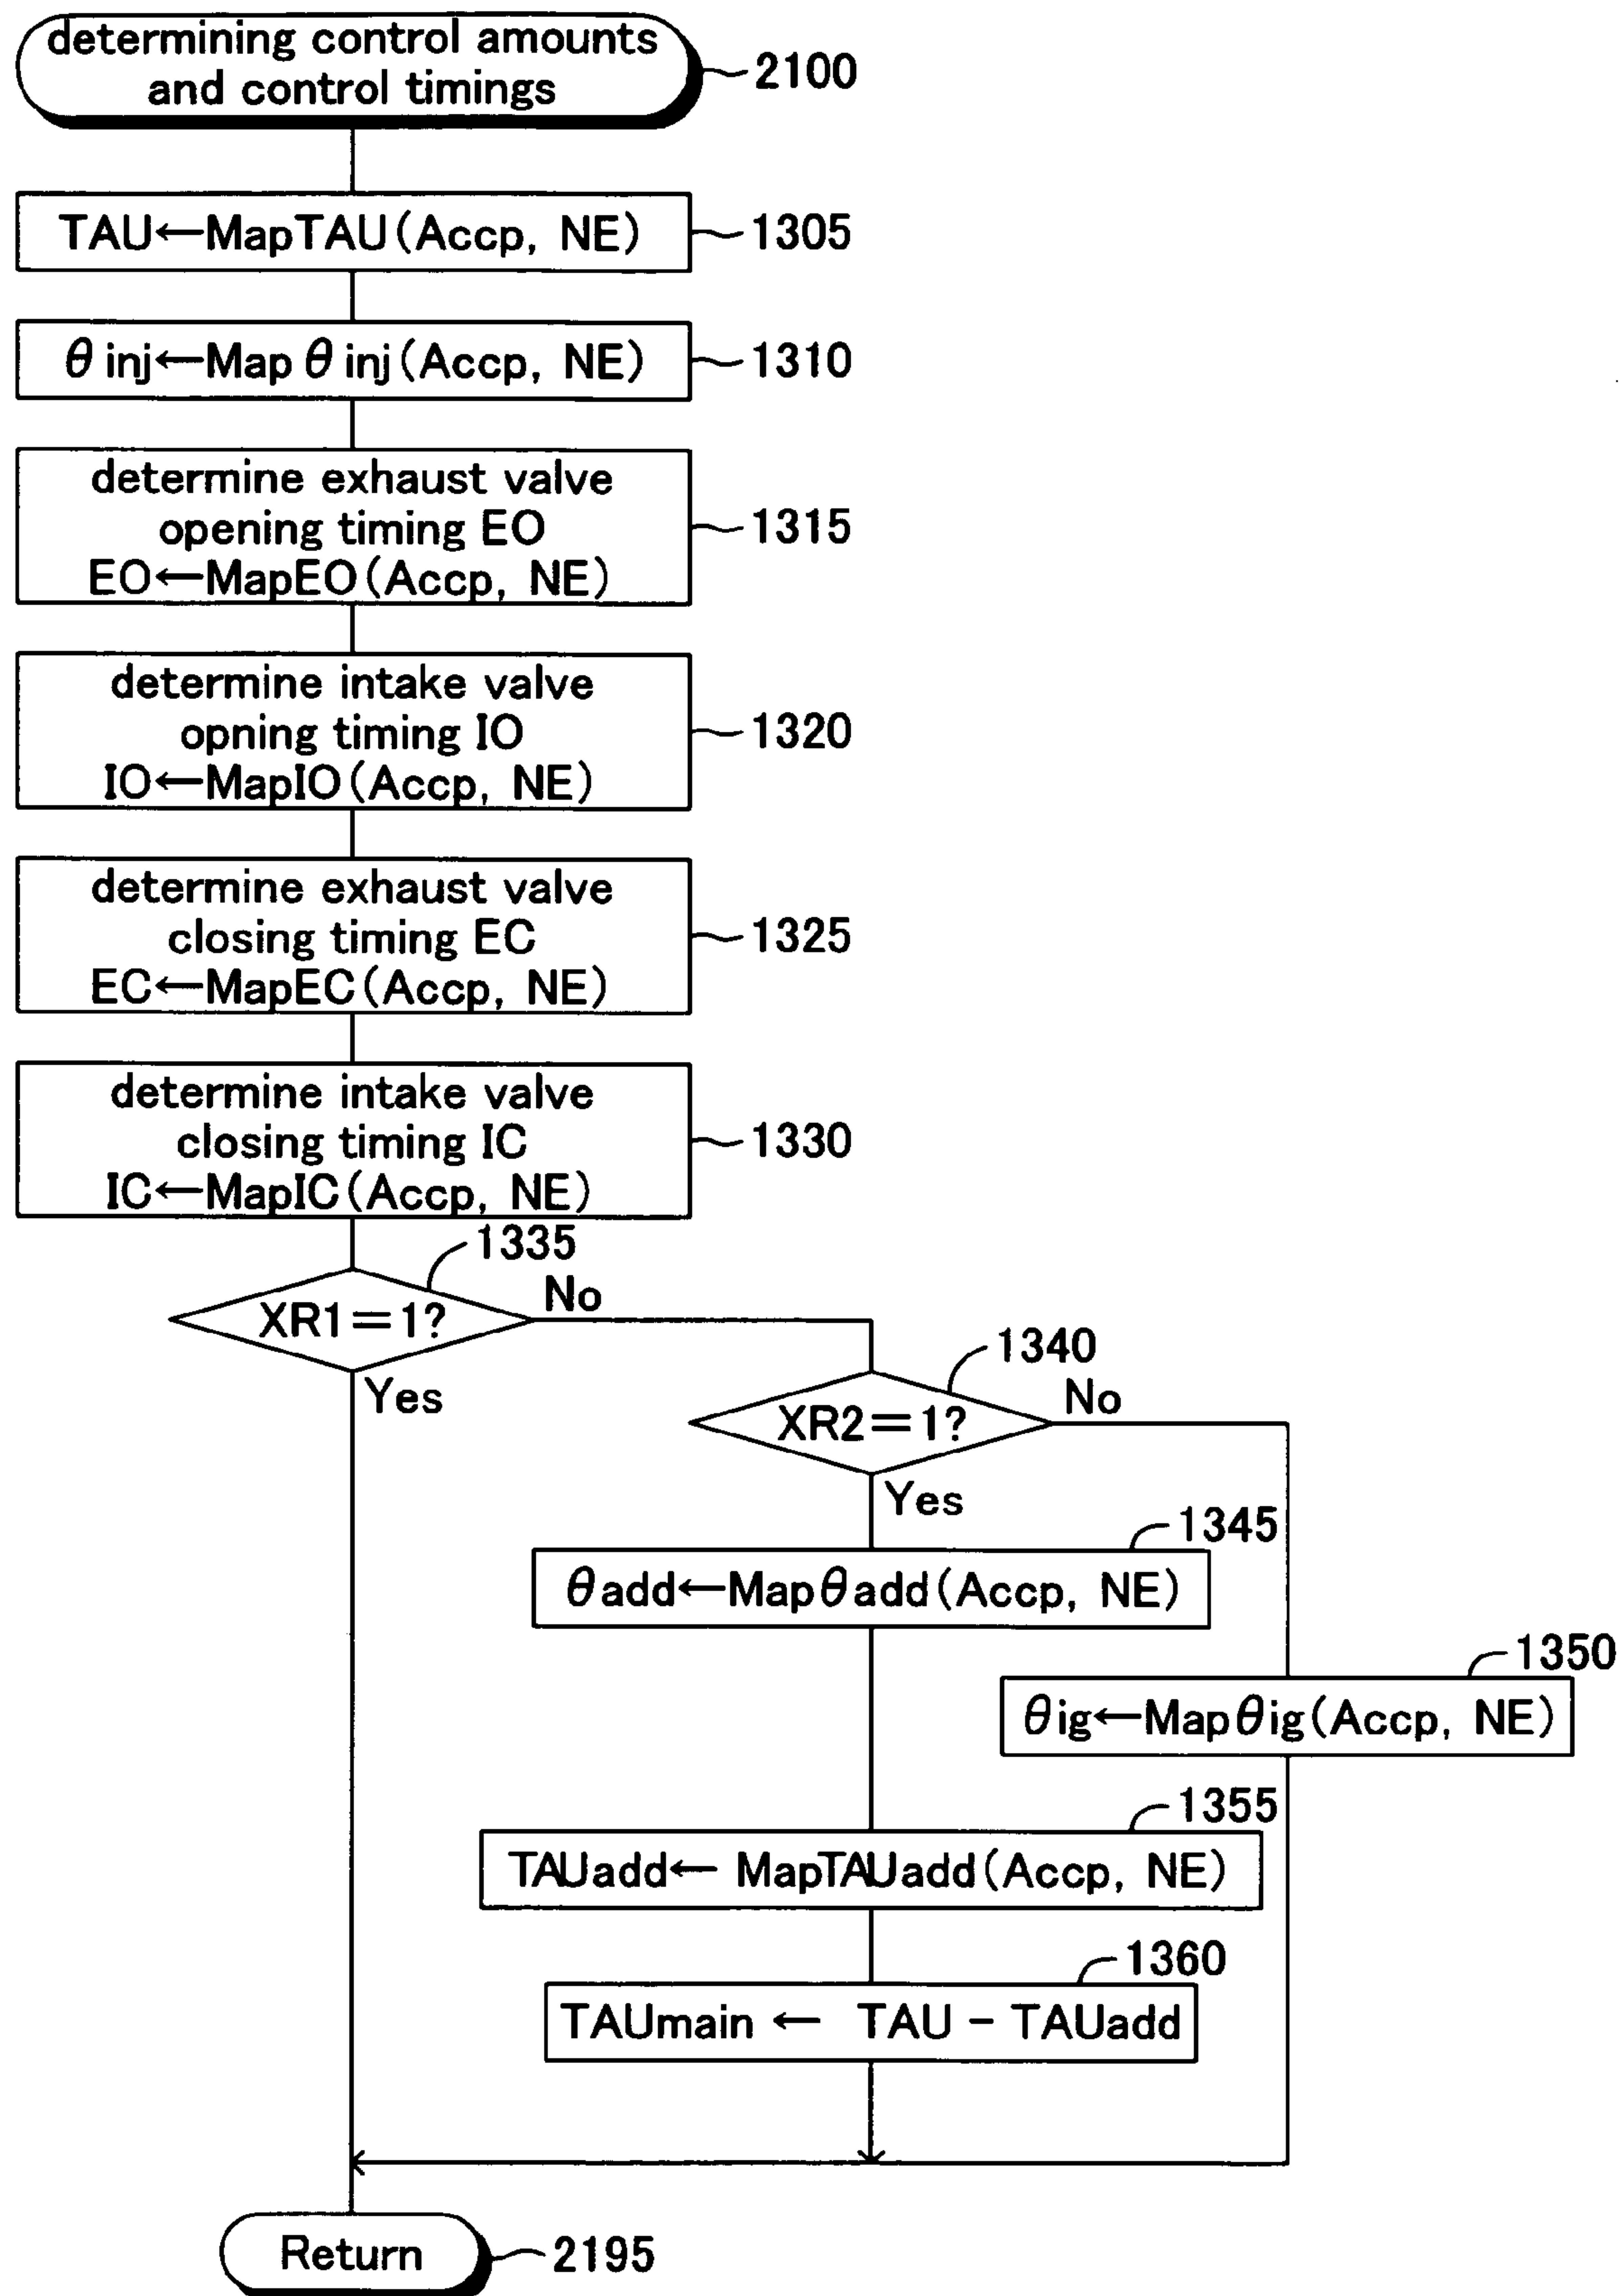 determining control amounts
and control timings
2100
TAU←MapTAU(Accp, NE)
1305
θinj←Mapθinj(Accp, NE)
1310
determine exhaust valve
opening timing EO
EO←MapEO(Accp, NE)
1315
determine intake valve
opning timing IO
IO←MapIO(Accp, NE)
1320
determine exhaust valve
closing timing EC
EC←MapEC(Accp, NE)
1325
determine intake valve
closing timing IC
IC←MapIC(Accp, NE)
1330
1335
XR1=1?
No
Yes
1340
XR2=1?
No
Yes
1345
θadd←Mapθadd(Accp, NE)
1350
θig←Mapθig(Accp, NE)
1355
TAUadd← MapTAUadd(Accp, NE)
1360
TAUmain ← TAU - TAUadd
Return
2195